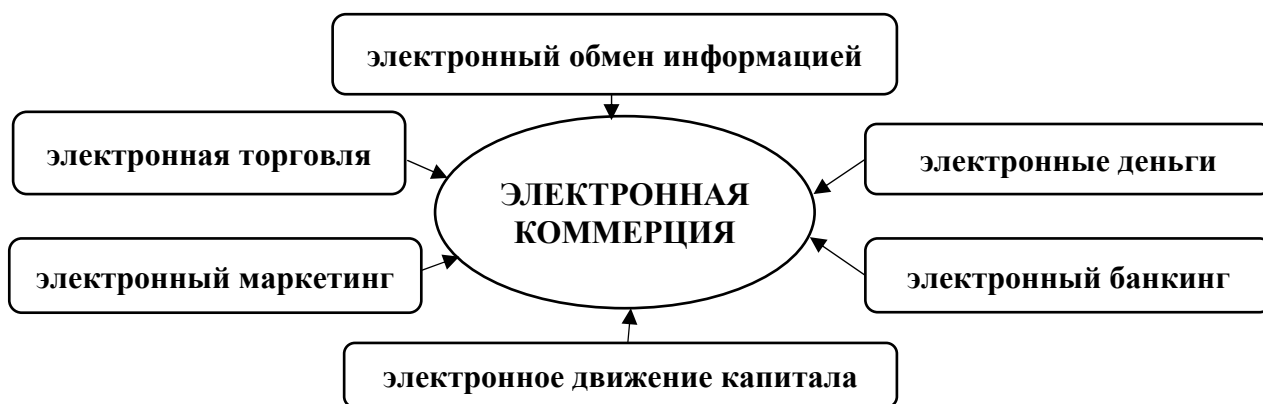 электронный обмен информацией
электронная торговля
электронные деньги
ЭЛЕКТРОННАЯ
КОММЕРЦИЯ
электронный маркетинг
электронный банкинг
электронное движение капитала